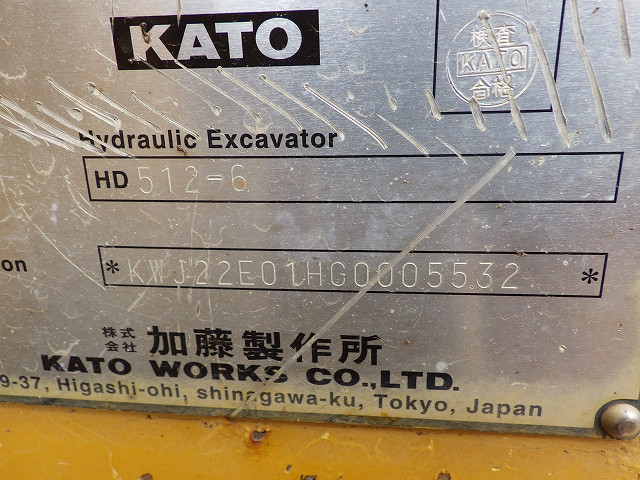 KATO
検査
KATO
合格
Hydraulic Excavator
HD 512-6
on
*KWJ22E01HG0005532*
株式会社 加藤製作所
KATO WORKS CO.,LTD.
9-37, Higashi-ohi, shinagawa-ku, Tokyo, Japan